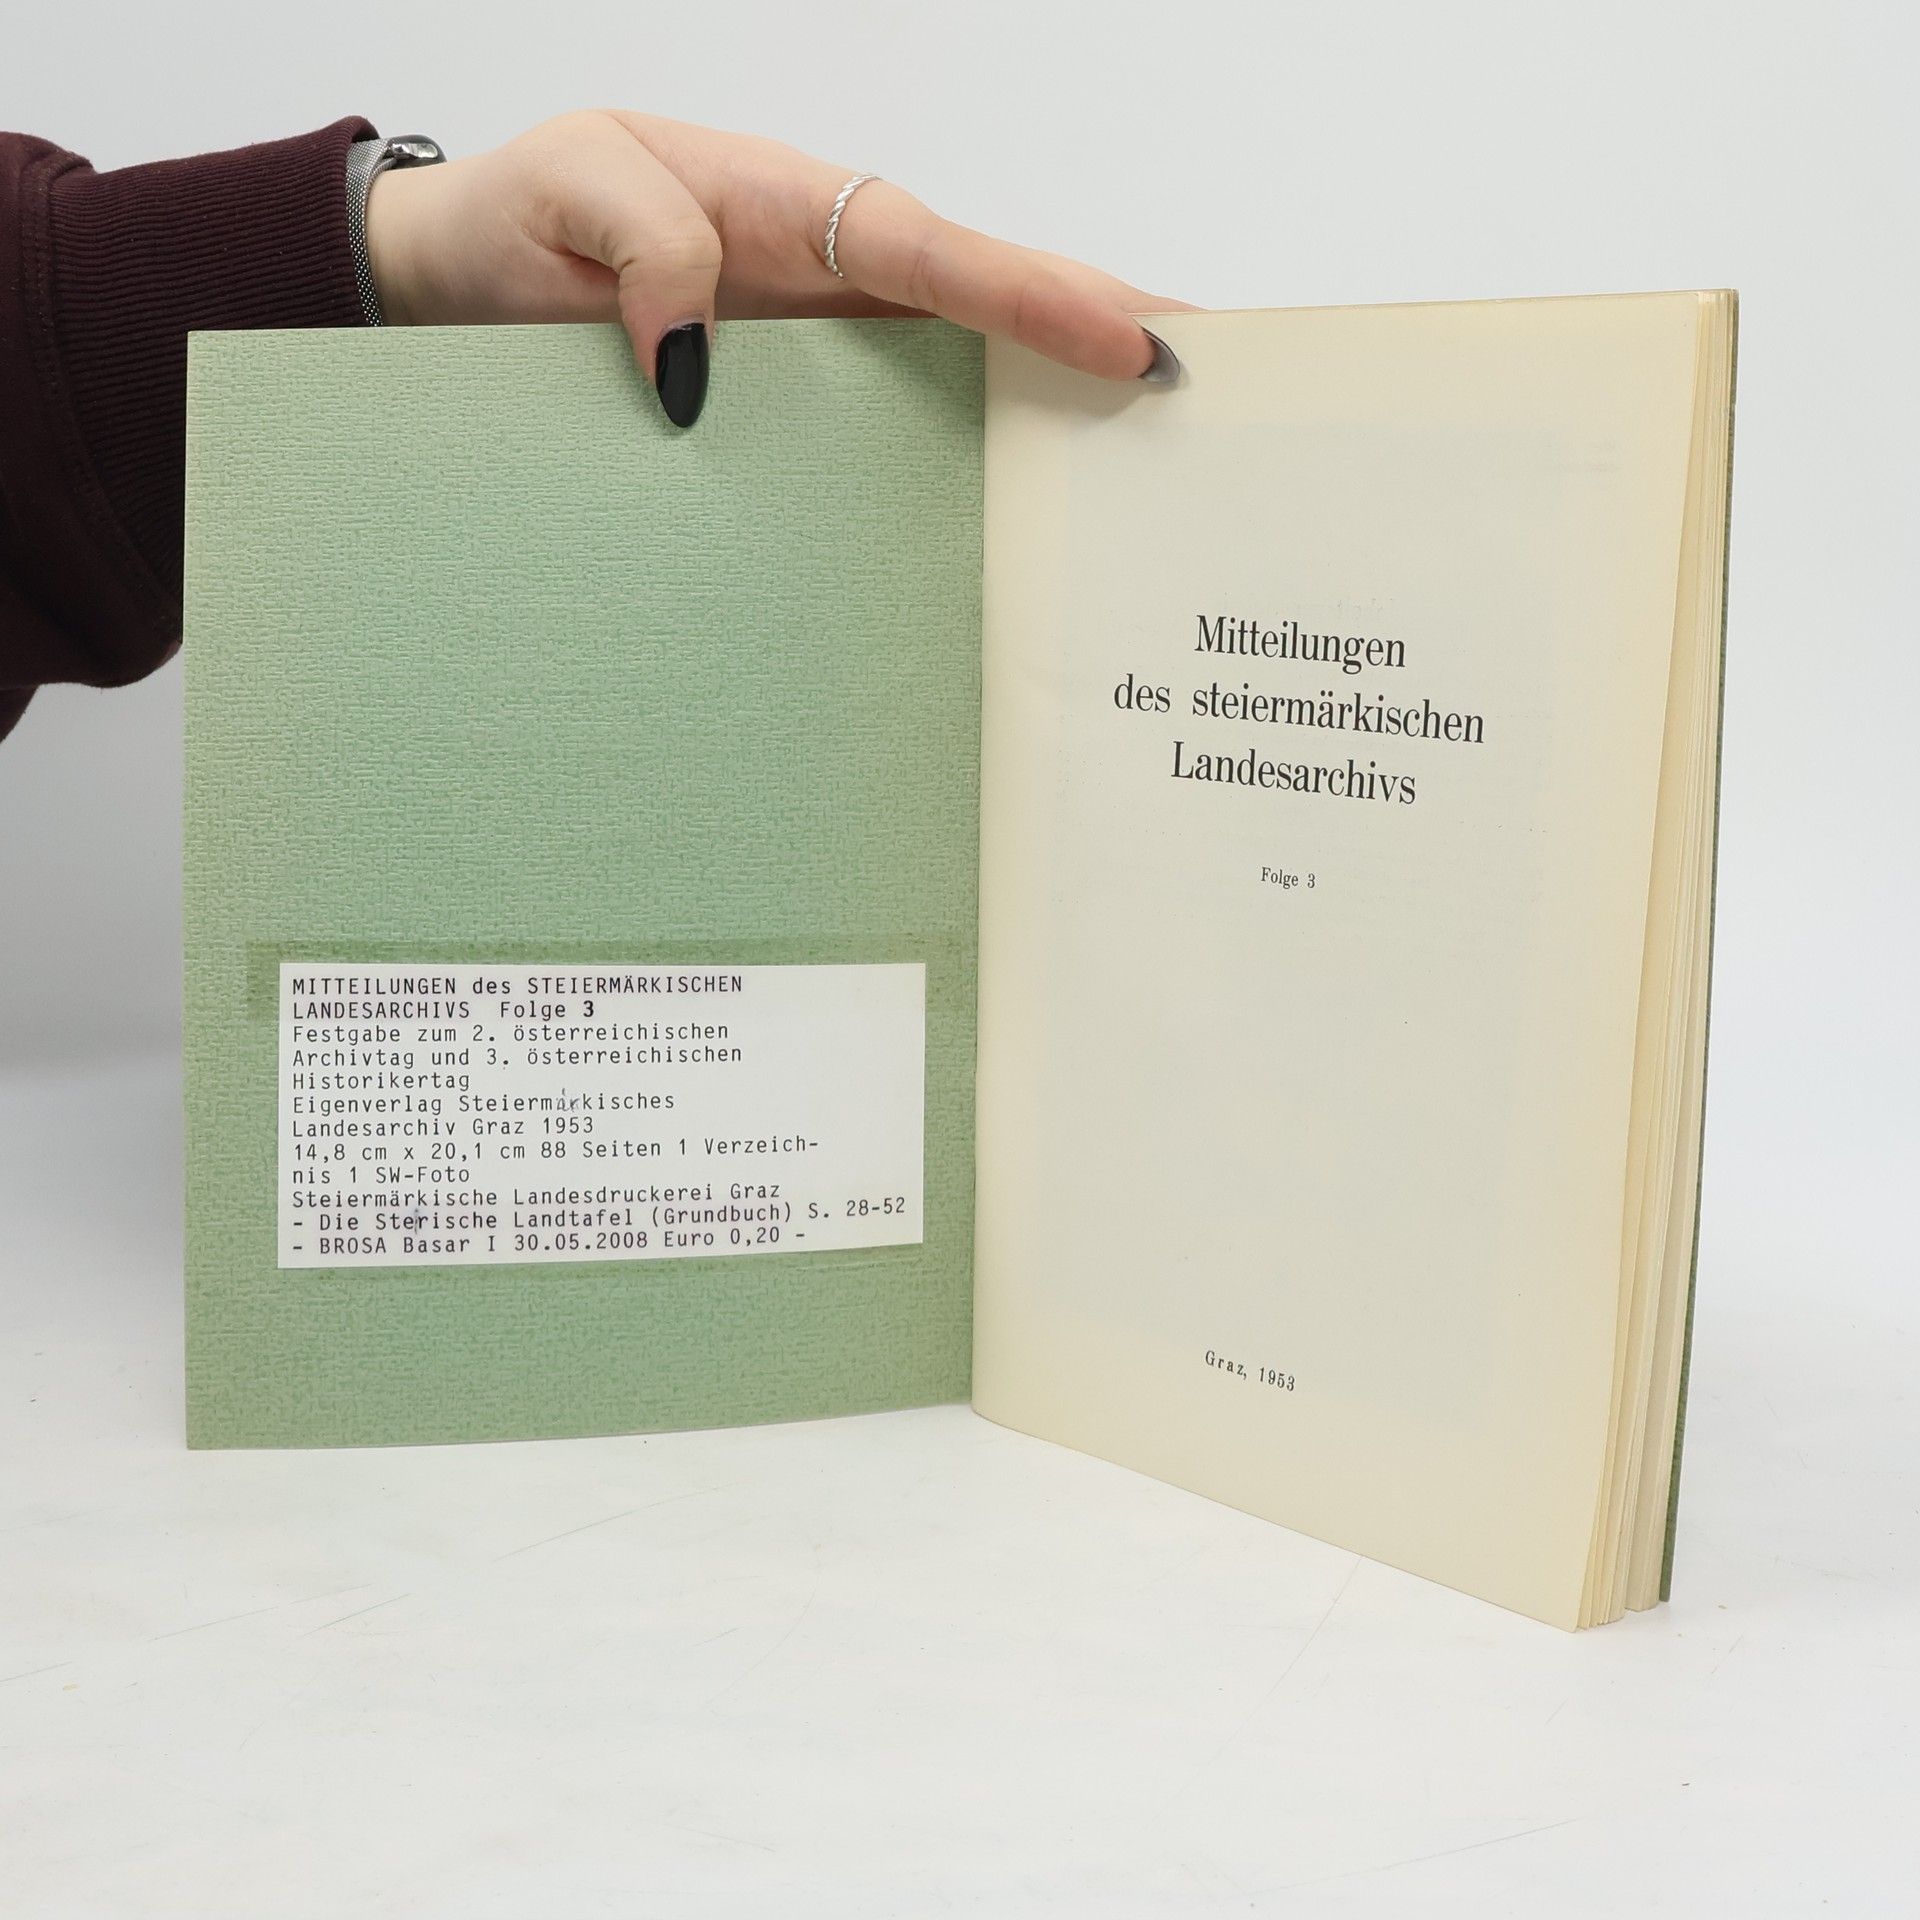 MITTEILUNGEN des STEIERMÄRKISCHEN
LANDESARCHIVS Folge 3
Festgabe zum 2. österreichischen
Archivtag und 3. österreichischen
Historikertag
Eigenverlag Steiermärkisches
Landesarchiv Graz 1953
14,8 cm x 20,1 cm 88 Seiten 1 Verzeich-
nis 1 SW-Foto
Steiermärkische Landesdruckerei Graz
- Die Steirische Landtafel (Grundbuch) S. 28-52
- BROSA Basar I 30.05.2008 Euro 0,20 -
Mitteilungen
des steiermärkischen
Landesarchivs
Folge 3
Graz, 1953